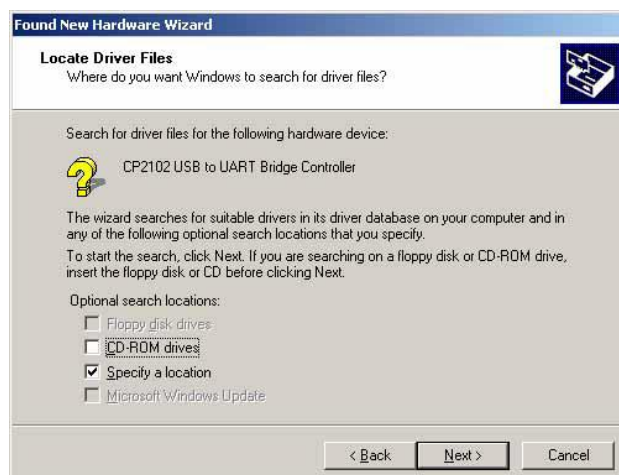 Found New Hardware Wizard
Locate Driver Files
Where do you want Windows to search for driver files?
Search for driver files for the following hardware device:
CP2102 USB to UART Bridge Controller
The wizard searches for suitable drivers in its driver database on your computer and in
any of the following optional search locations that you specify.
To start the search, click Next. If you are searching on a floppy disk or CD-ROM drive,
insert the floppy disk or CD before clicking Next.
Optional search locations:
Floppy disk drives
CD-ROM drives
Specify a location
Microsoft Windows Update
< Back
Next >
Cancel